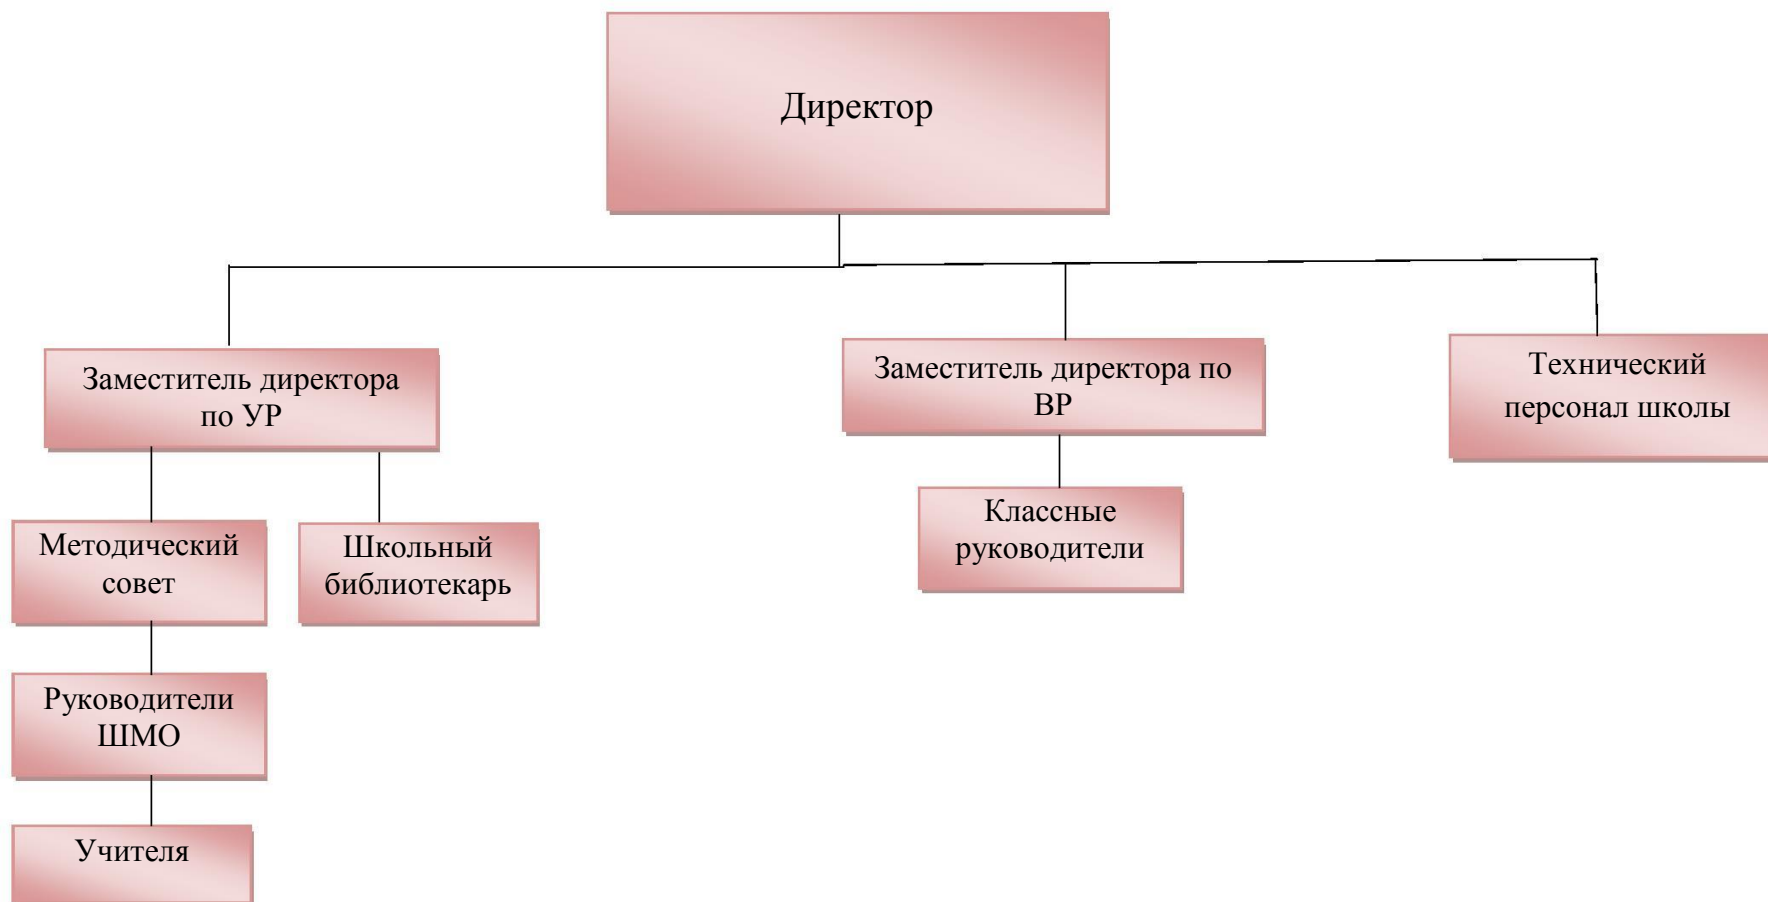 Директор
Заместитель директора
по УР
Заместитель директора по
ВР
Технический
персонал школы
Методический
совет
Школьный
библиотекарь
Классные
руководители
Руководители
ШМО
Учителя